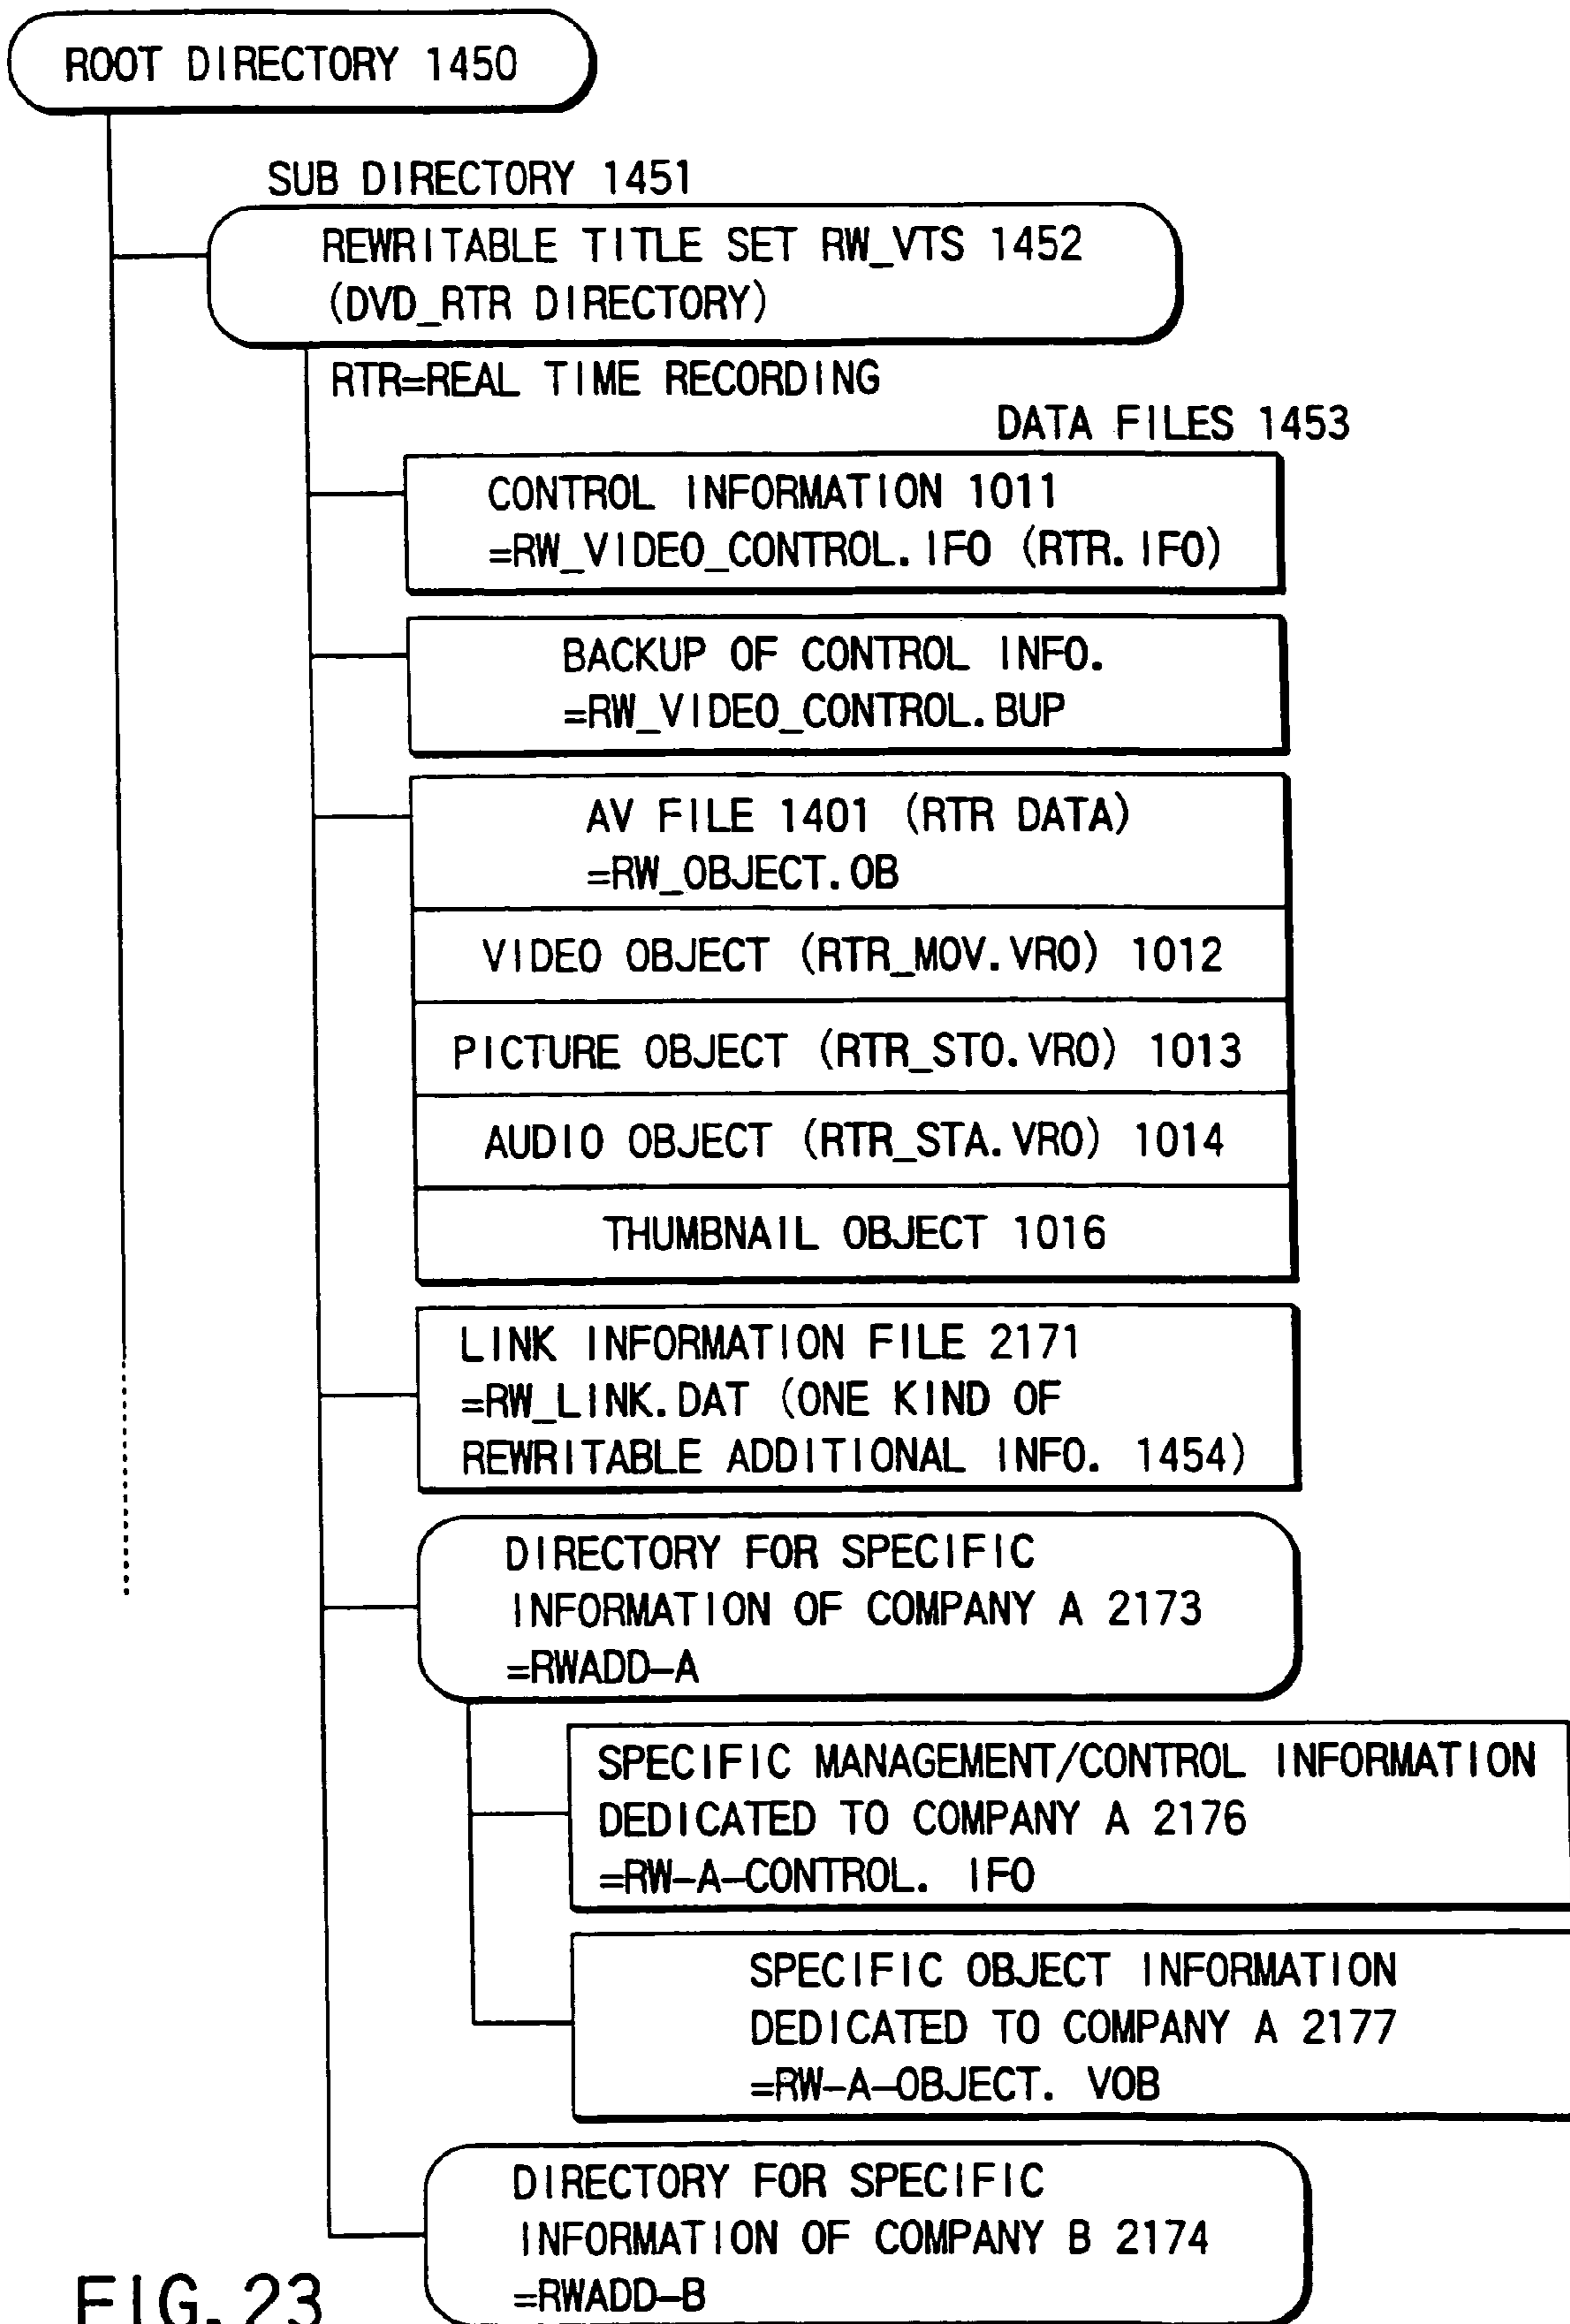 ROOT DIRECTORY 1450
SUB DIRECTORY 1451
REWRITABLE TITLE SET RW_VTS 1452
(DVD_RTR DIRECTORY)
RTR=REAL TIME RECORDING
DATA FILES 1453
CONTROL INFORMATION 1011
=RW_VIDEO_CONTROL.IFO (RTR.IFO)
BACKUP OF CONTROL INFO.
=RW_VIDEO_CONTROL.BUP
AV FILE 1401 (RTR DATA)
=RW_OBJECT.OB
VIDEO OBJECT (RTR_MOV.VRO) 1012
PICTURE OBJECT (RTR_STO.VRO) 1013
AUDIO OBJECT (RTR_STA.VRO) 1014
THUMBNAIL OBJECT 1016
LINK INFORMATION FILE 2171
=RW_LINK.DAT (ONE KIND OF
REWRITABLE ADDITIONAL INFO. 1454)
DIRECTORY FOR SPECIFIC
INFORMATION OF COMPANY A 2173
=RWADD-A
SPECIFIC MANAGEMENT/CONTROL INFORMATION
DEDICATED TO COMPANY A 2176
=RW-A-CONTROL. IFO
SPECIFIC OBJECT INFORMATION
DEDICATED TO COMPANY A 2177
=RW-A-OBJECT. VOB
DIRECTORY FOR SPECIFIC
INFORMATION OF COMPANY B 2174
=RWADD-B
FIG. 23